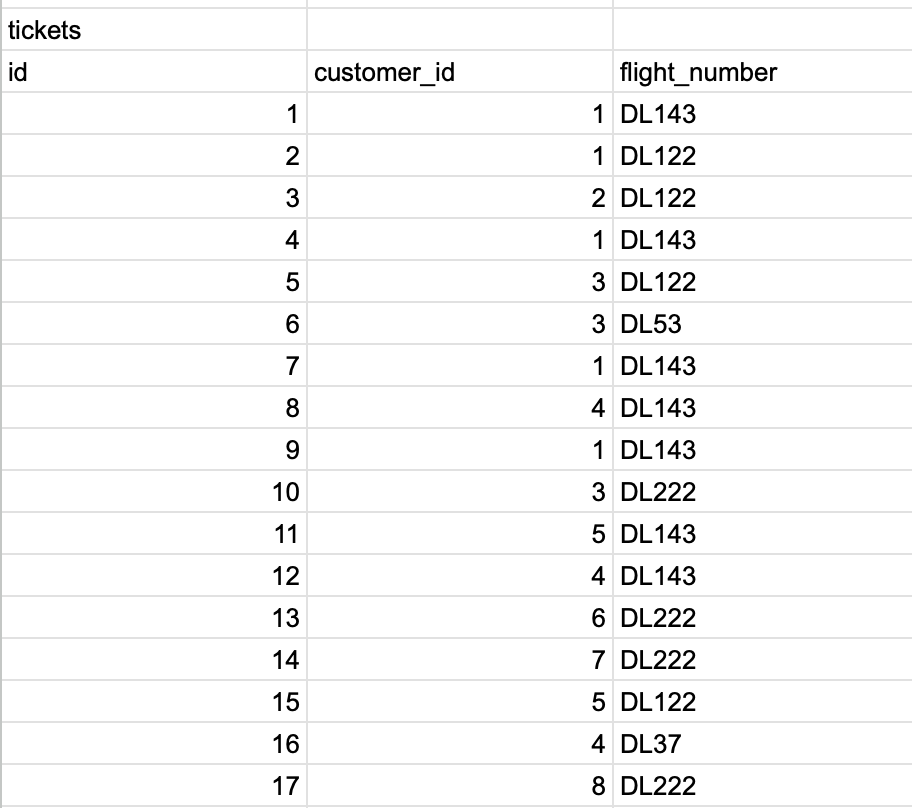 tickets
id customer_id flight_number
1 1 DL143
2 1 DL122
3 2 DL122
4 1 DL143
5 3 DL122
6 3 DL53
7 1 DL143
8 4 DL143
9 1 DL143
10 3 DL222
11 5 DL143
12 4 DL143
13 6 DL222
14 7 DL222
15 5 DL122
16 4 DL37
17 8 DL222